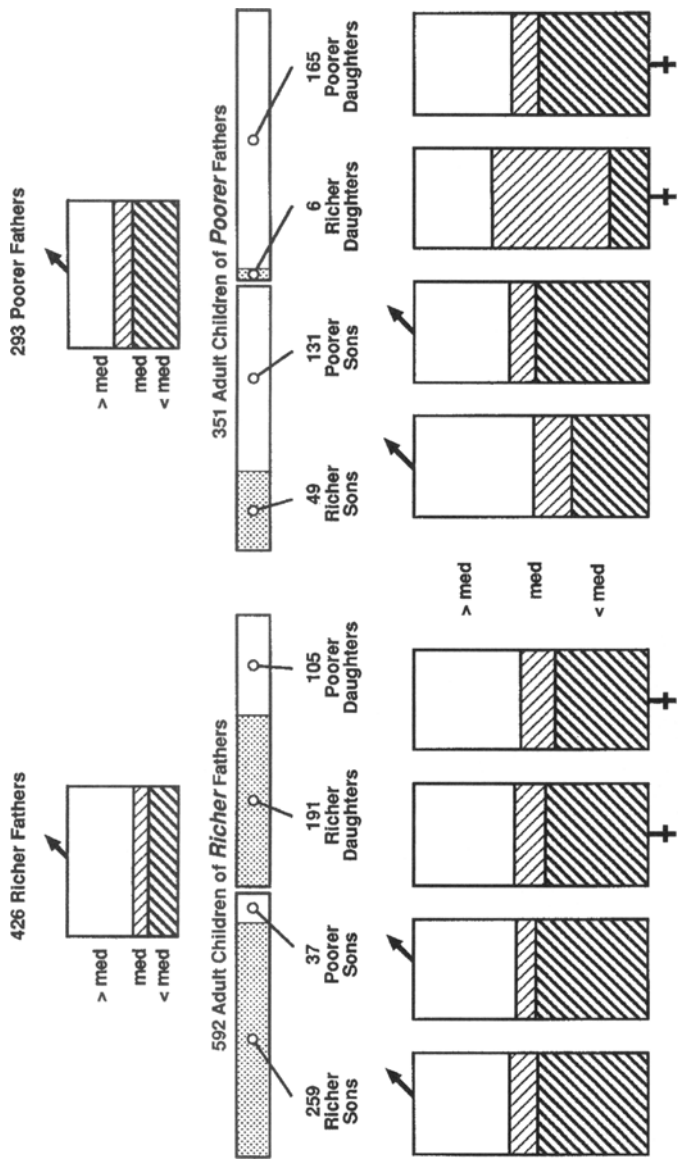 426 Richer Fathers
> med
med
< med
592 Adult Children of Richer Fathers
259
Richer
Sons
37
Poorer
Sons
191
Richer
Daughters
105
Poorer
Daughters
293 Poorer Fathers
> med
med
< med
351 Adult Children of Poorer Fathers
49
Richer
Sons
131
Poorer
Sons
6
Richer
Daughters
165
Poorer
Daughters
> med
med
< med